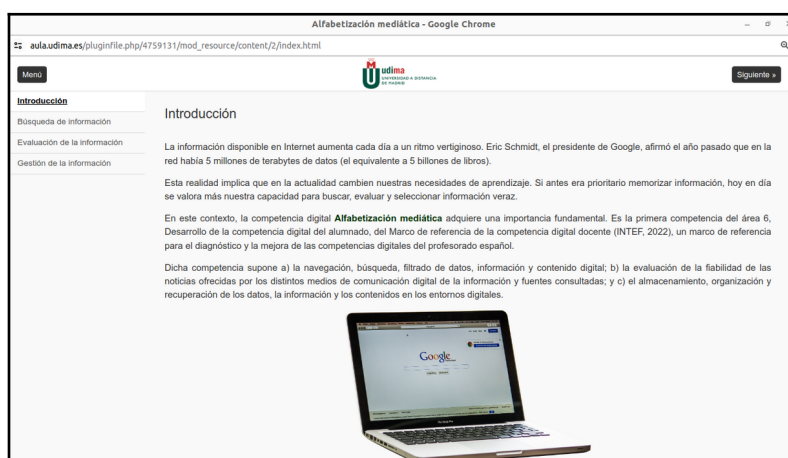 Alfabetización mediática - Google Chrome
aula.udima.es/pluginfile.php/4759131/mod_resource/content/2/index.html
Menú
udima
UNIVERSIDAD A DISTANCIA
DE MADRID
Siguiente »
Introducción
Búsqueda de información
Evaluación de la información
Gestión de la información
Introducción
La información disponible en Internet aumenta cada día a un ritmo vertiginoso. Eric Schmidt, el presidente de Google, afirmó el año pasado que en la
red había 5 millones de terabytes de datos (el equivalente a 5 billones de libros).
Esta realidad implica que en la actualidad cambien nuestras necesidades de aprendizaje. Si antes era prioritario memorizar información, hoy en día
se valora más nuestra capacidad para buscar, evaluar y seleccionar información veraz.
En este contexto, la competencia digital Alfabetización mediática adquiere una importancia fundamental. Es la primera competencia del área 6,
Desarrollo de la competencia digital del alumnado, del Marco de referencia de la competencia digital docente (INTEF, 2022), un marco de referencia
para el diagnóstico y la mejora de las competencias digitales del profesorado español.
Dicha competencia supone a) la navegación, búsqueda, filtrado de datos, información y contenido digital; b) la evaluación de la fiabilidad de las
noticias ofrecidas por los distintos medios de comunicación digital de la información y fuentes consultadas; y c) el almacenamiento, organización y
recuperación de los datos, la información y los contenidos en los entornos digitales.
Google